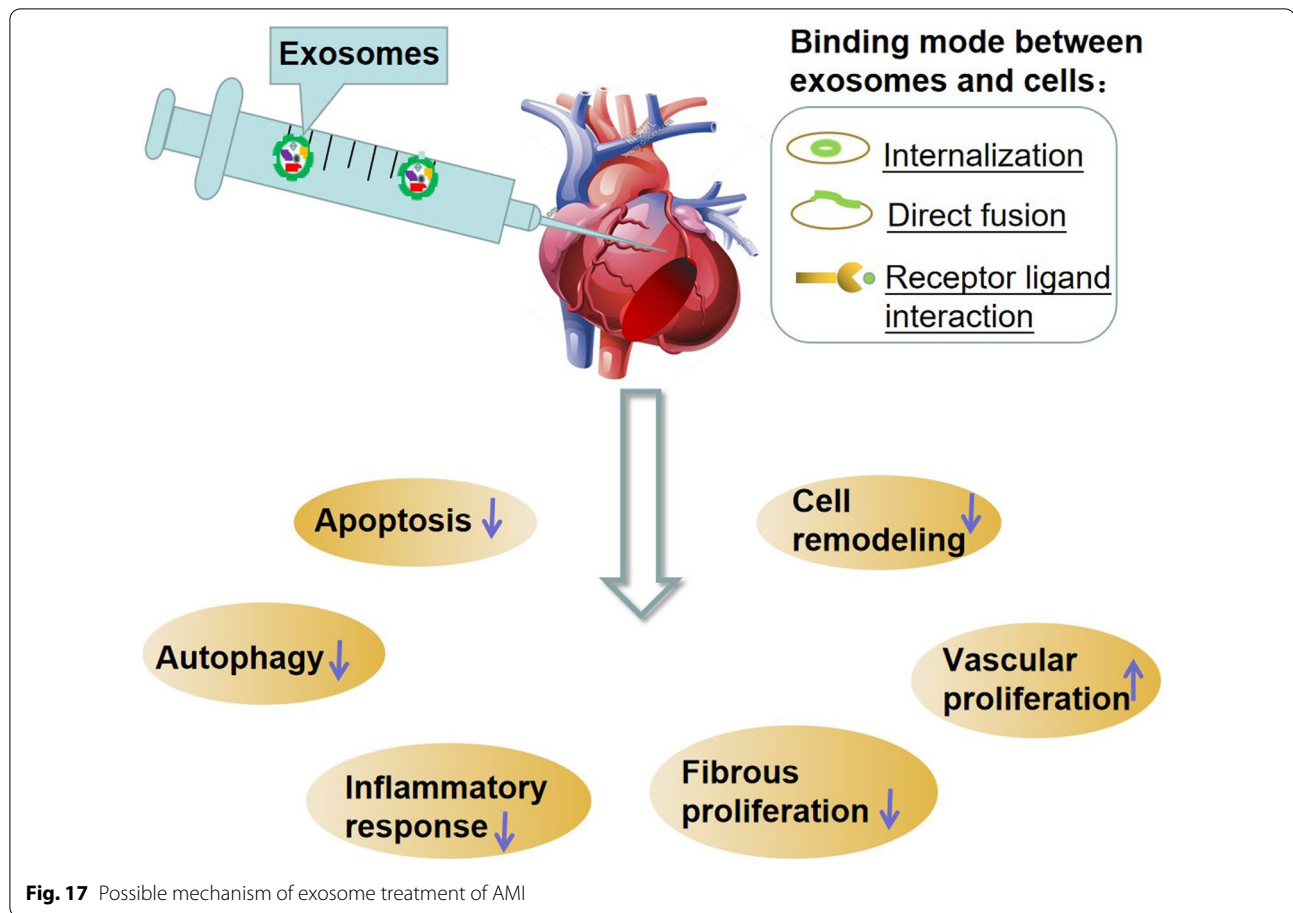 Exosomes
Binding mode between
exosomes and cells：
Internalization
Direct fusion
Receptor ligand
interaction
Apoptosis
Cell
remodeling
Autophagy
Vascular
proliferation
Inflammatory
response
Fibrous
proliferation
Fig. 17 Possible mechanism of exosome treatment of AMI